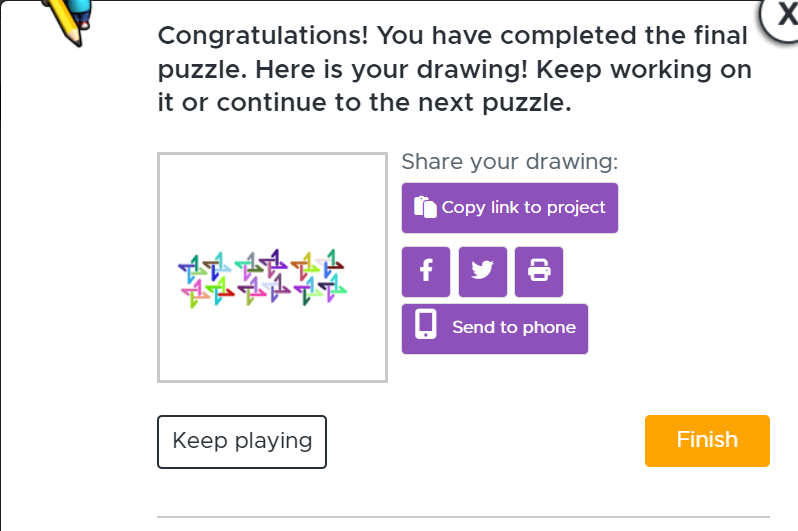 Congratulations! You have completed the final
puzzle. Here is your drawing! Keep working on
it or continue to the next puzzle.
Share your drawing:
Copy link to project
Send to phone
Keep playing
Finish
X